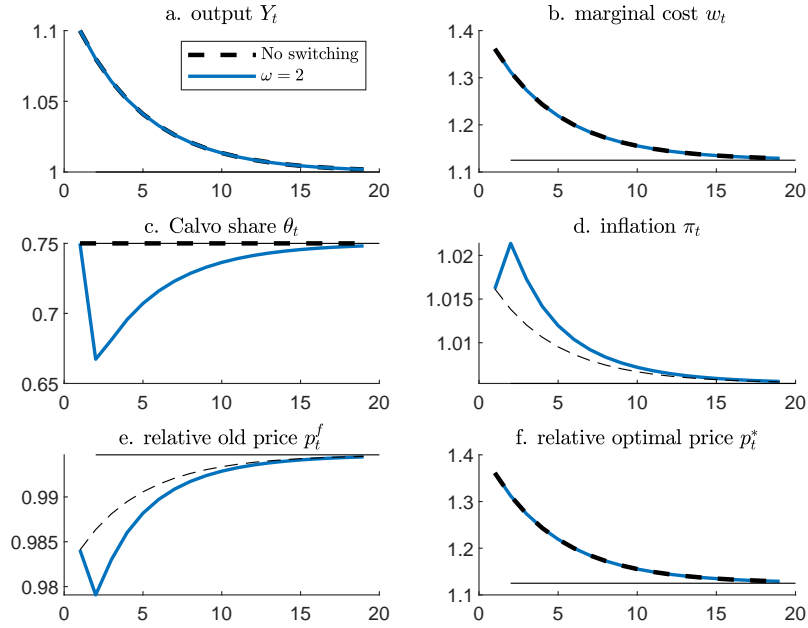 a. output Y_t
1.1
1.05
1
0 5 10 15 20
No switching
ω = 2
b. marginal cost w_t
1.4
1.3
1.2
1.1
0 5 10 15 20
c. Calvo share θ_t
0.75
0.7
0.65
0 5 10 15 20
d. inflation π_t
1.02
1.015
1.01
0 5 10 15 20
e. relative old price p_t^f
0.99
0.985
0.98
0 5 10 15 20
f. relative optimal price p_t^*
1.4
1.3
1.2
1.1
0 5 10 15 20